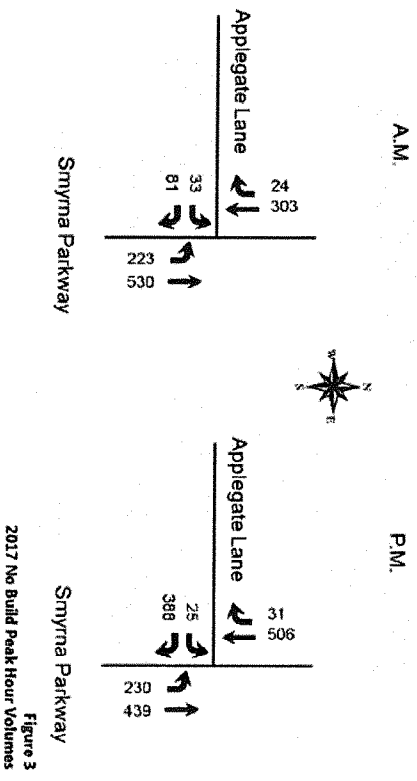 A.M.
Applegate Lane
24
303
33
81
223
530
Smyrna Parkway
W
N
S
E
P.M.
Applegate Lane
31
506
25
388
230
439
Smyrna Parkway
Figure 3
2017 No Build Peak Hour Volumes